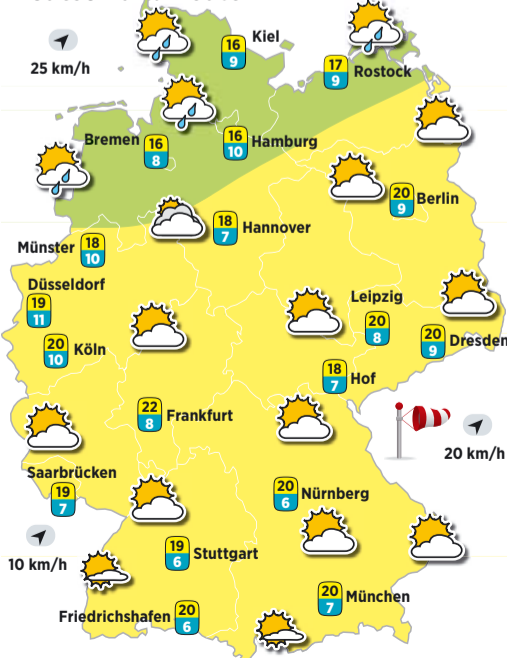 Kiel
16
9
25 km/h
17
9
Rostock
Bremen
16
8
16
10
Hamburg
20
9
Berlin
18
7
Hannover
Münster
18
10
Düsseldorf
19
11
Leipzig
20
8
20
9
Dresden
20
10
Köln
18
7
Hof
22
8
Frankfurt
20 km/h
Saarbrücken
19
7
20
6
Nürnberg
10 km/h
19
6
Stuttgart
20
7
München
Friedrichshafen
20
6